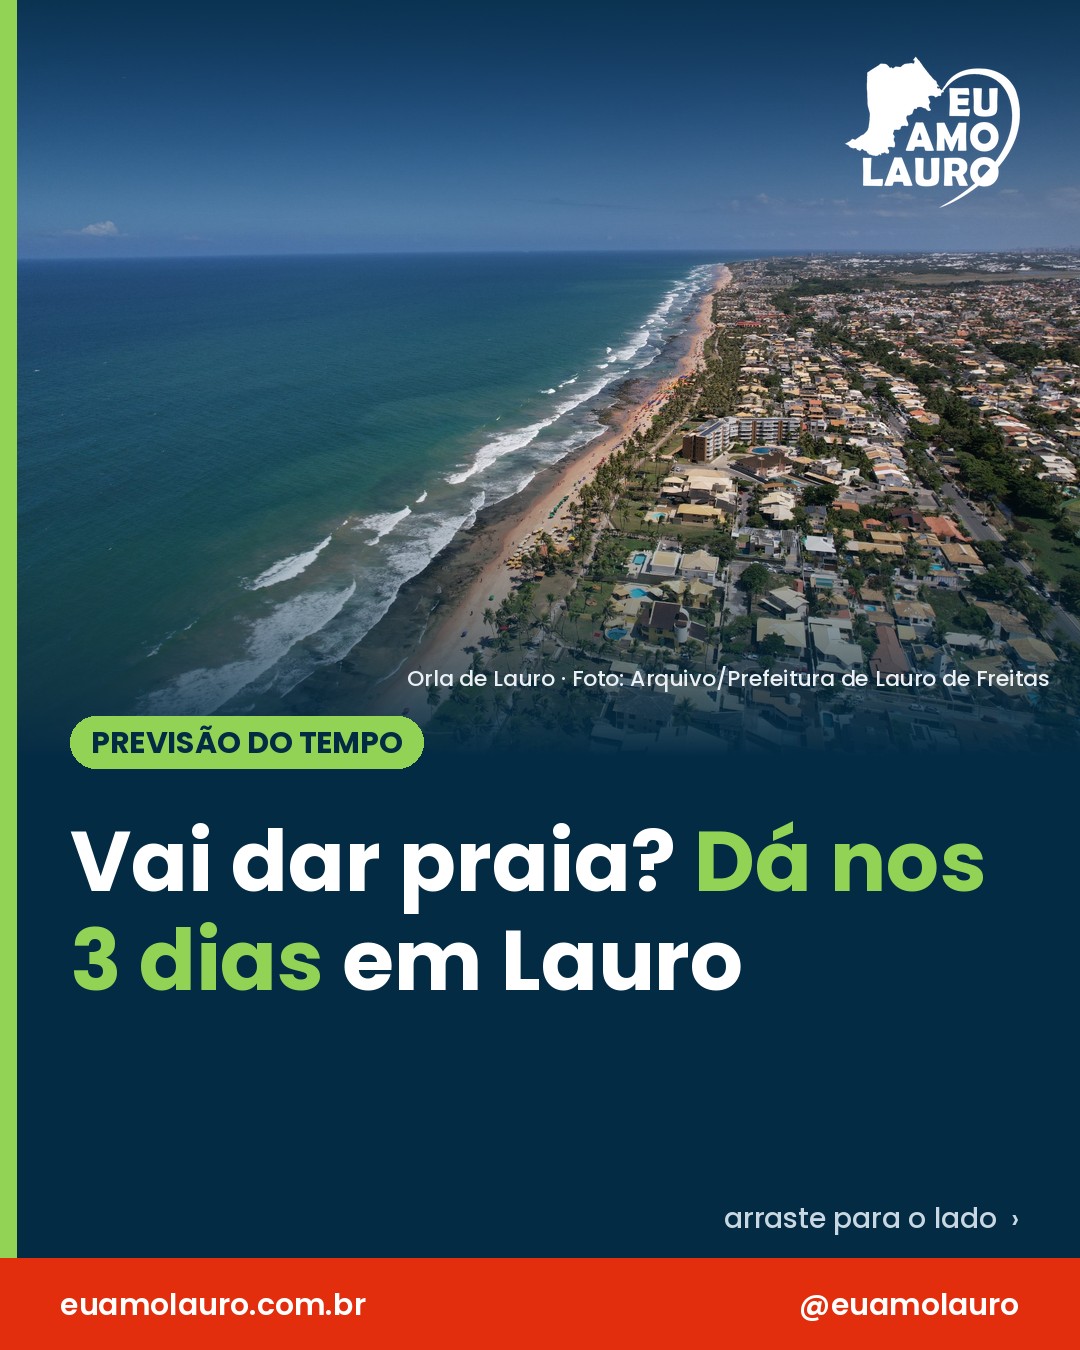 EU
AMO
LAURO
Orla de Lauro · Foto: Arquivo/Prefeitura de Lauro de Freitas
PREVISÃO DO TEMPO
Vai dar praia? Dá nos
3 dias em Lauro
arraste para o lado ›
euamolauro.com.br
@euamolauro